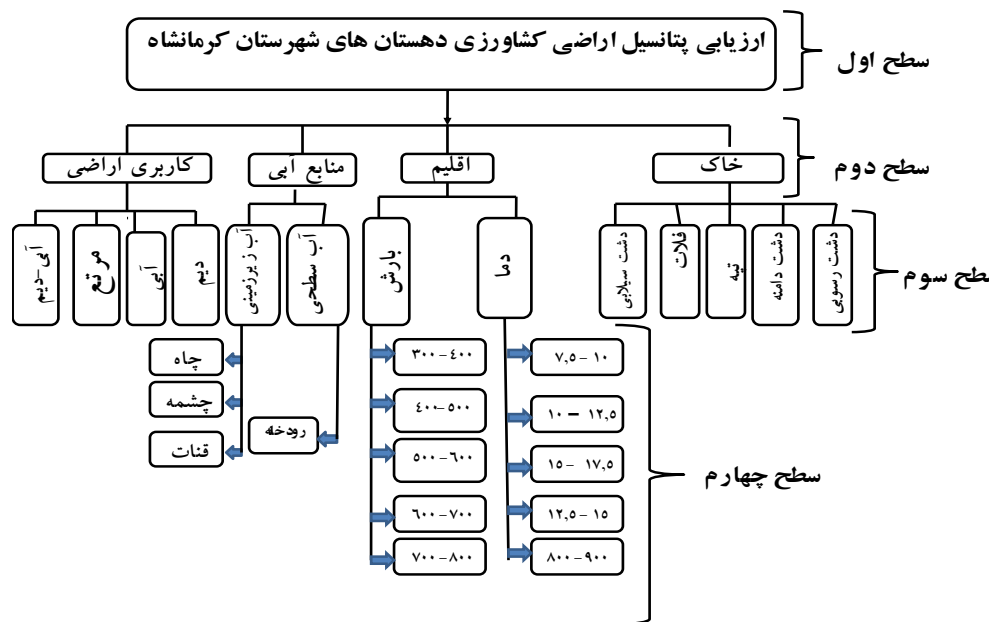 ارزیابی پتانسیل اراضی کشاورزی دهستان های شهرستان کرمانشاه
سطح اول
خاک
اقلیم
منابع آبی
کاربری اراضی
سطح دوم
دشت رسوبی
دشت دامنه
تپه
فلات
دشت سیلابی
دما
بارش
آب سطحی
آب زیرزمینی
دیم
آبی
مرتع
آبی-دیم
سطح سوم
۷,۵ – ۱۰
۱۰ – ۱۲,۵
۱۵ – ۱۷,۵
۱۲,۵ – ۱۵
۸۰۰ – ۹۰۰
۳۰۰ – ٤۰۰
٤۰۰ – ۵۰۰
۵۰۰ – ۶۰۰
۶۰۰ – ۷۰۰
۷۰۰ – ۸۰۰
رودخله
چاه
چشمه
قنات
سطح چهارم